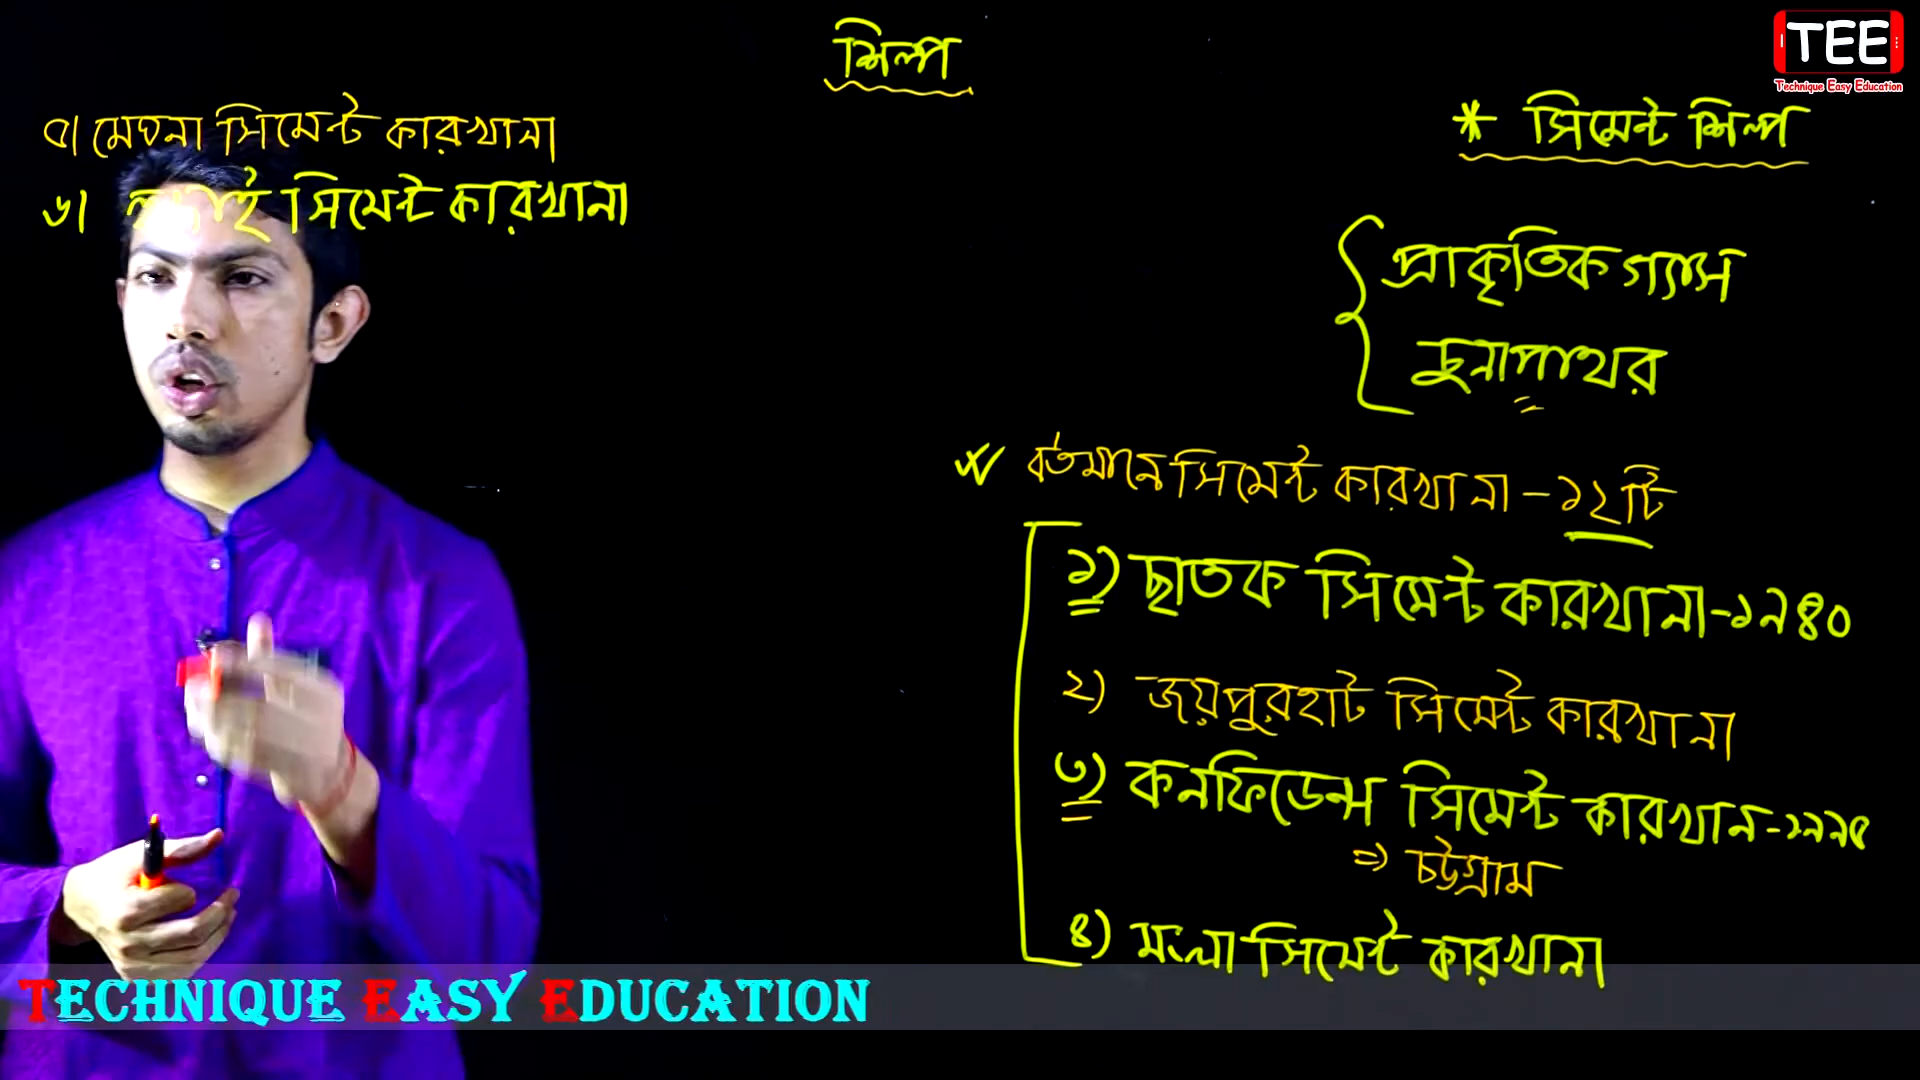 শিল্প
TEE
Technique Easy Education
* সিমেন্ট শিল্প
প্রাকৃতিক গ্যাস
চুনাপাথর
বর্তমানে সিমেন্ট কারখানা - ১২টি
১) ছাতক সিমেন্ট কারখানা - ১৯৪০
২) জয়পুরহাট সিমেন্ট কারখানা
৩) কনফিডেন্স সিমেন্ট কারখান - ১৯৯৪
⇒ চট্টগ্রাম
৪) মংলা সিমেন্ট কারখানা
৫। মেঘনা সিমেন্ট কারখানা
৬। সিমেন্ট কারখানা
TECHNIQUE EASY EDUCATION